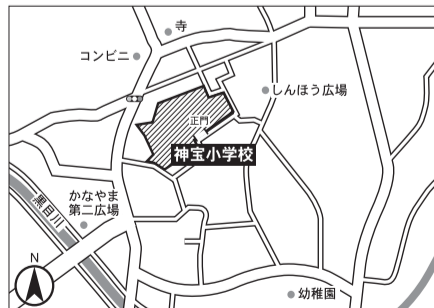 寺
コンビニ
しんほう広場
正門
神宝小学校
かなやま
第二広場
黒目川
N
幼稚園